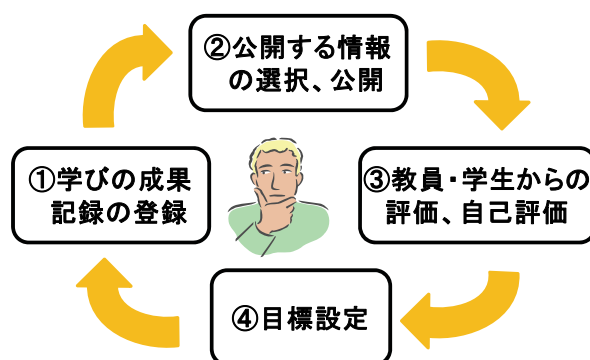 ①学びの成果
記録の登録
②公開する情報
の選択、公開
③教員・学生からの
評価、自己評価
④目標設定